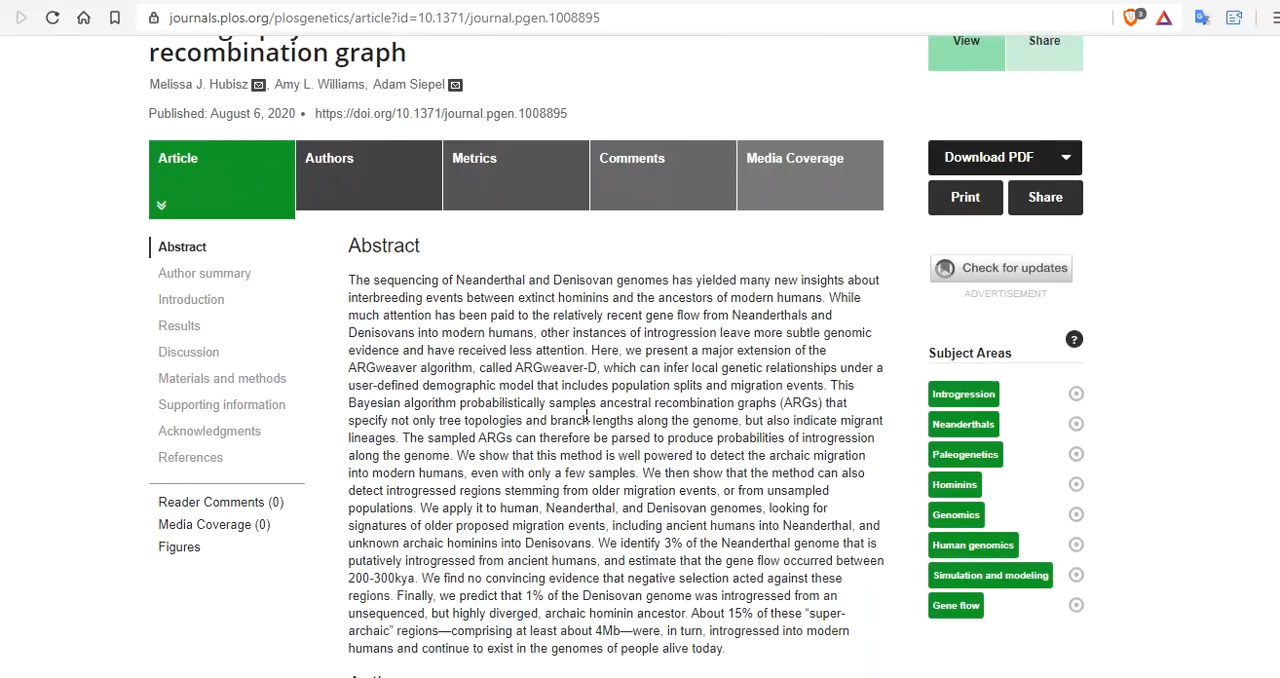 journals.plos.org/plosgenetics/article?id=10.1371/journal.pgen.1008895
3
recombination graph
View
Share
Melissa J. Hubisz , Amy L. Williams, Adam Siepel
Published: August 6, 2020 • https://doi.org/10.1371/journal.pgen.1008895
Article
Authors
Metrics
Comments
Media Coverage
Download PDF
Print
Share
Abstract
Author summary
Introduction
Results
Discussion
Materials and methods
Supporting information
Acknowledgments
References
Reader Comments (0)
Media Coverage (0)
Figures
Abstract
The sequencing of Neanderthal and Denisovan genomes has yielded many new insights about
interbreeding events between extinct hominins and the ancestors of modern humans. While
much attention has been paid to the relatively recent gene flow from Neanderthals and
Denisovans into modern humans, other instances of introgression leave more subtle genomic
evidence and have received less attention. Here, we present a major extension of the
ARGweaver algorithm, called ARGweaver-D, which can infer local genetic relationships under a
user-defined demographic model that includes population splits and migration events. This
Bayesian algorithm probabilistically samples ancestral recombination graphs (ARGs) that
specify not only tree topologies and branch lengths along the genome, but also indicate migrant
lineages. The sampled ARGs can therefore be parsed to produce probabilities of introgression
along the genome. We show that this method is well powered to detect the archaic migration
into modern humans, even with only a few samples. We then show that the method can also
detect introgressed regions stemming from older migration events, or from unsampled
populations. We apply it to human, Neanderthal, and Denisovan genomes, looking for
signatures of older proposed migration events, including ancient humans into Neanderthal, and
unknown archaic hominins into Denisovans. We identify 3% of the Neanderthal genome that is
putatively introgressed from ancient humans, and estimate that the gene flow occurred between
200-300kya. We find no convincing evidence that negative selection acted against these
regions. Finally, we predict that 1% of the Denisovan genome was introgressed from an
unsequenced, but highly diverged, archaic hominin ancestor. About 15% of these “super-
archaic” regions—comprising at least about 4Mb—were, in turn, introgressed into modern
humans and continue to exist in the genomes of people alive today.
Check for updates
ADVERTISEMENT
?
Subject Areas
Introgression
Neanderthals
Paleogenetics
Hominins
Genomics
Human genomics
Simulation and modeling
Gene flow